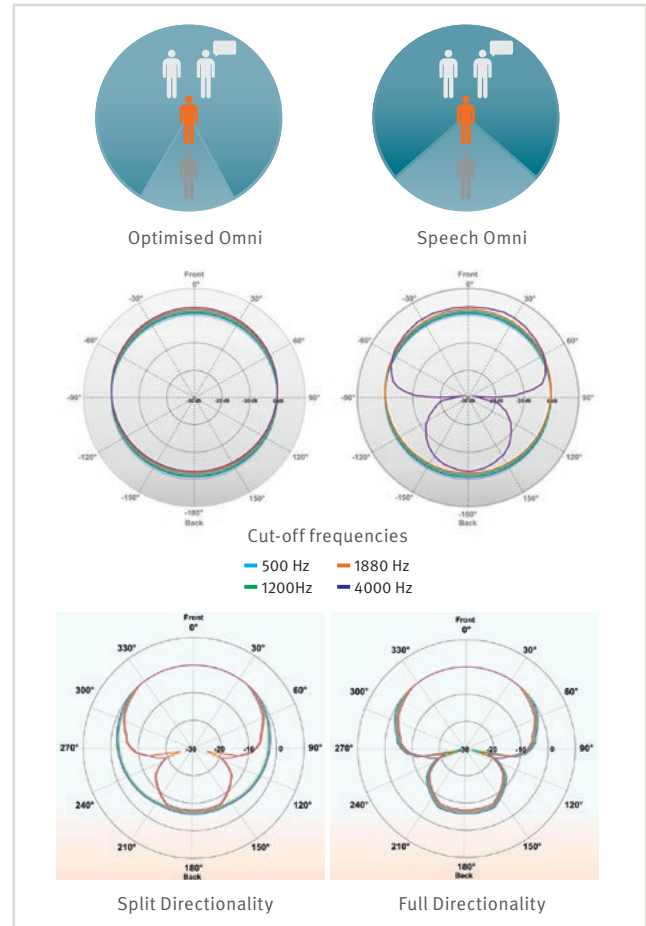 Optimised Omni
Speech Omni
Front
0°
-30° 30°
-60° 60°
-90° 90°
-120° 120°
-150° 150°
-180°
Back
Front
0°
-30° 30°
-60° 60°
-90° 90°
-120° 120°
-150° 150°
-180°
Back
Cut-off frequencies
500 Hz
1880 Hz
1200Hz
4000 Hz
Front
0°
330° 30°
300° 60°
270° -30 -20 -10 0 90°
240° 120°
210° 150°
180°
Back
Front
0°
330° 30°
300° 60°
270° -30 -20 -10 0 90°
240° 120°
210° 150°
180°
Back
Split Directionality
Full Directionality